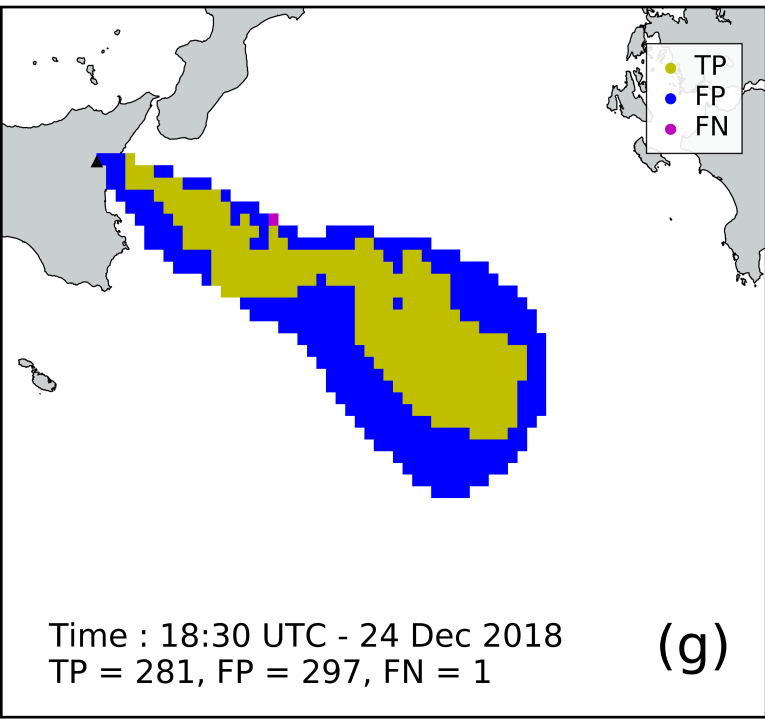 TP
FP
FN
Time : 18:30 UTC - 24 Dec 2018
TP = 281, FP = 297, FN = 1
(g)